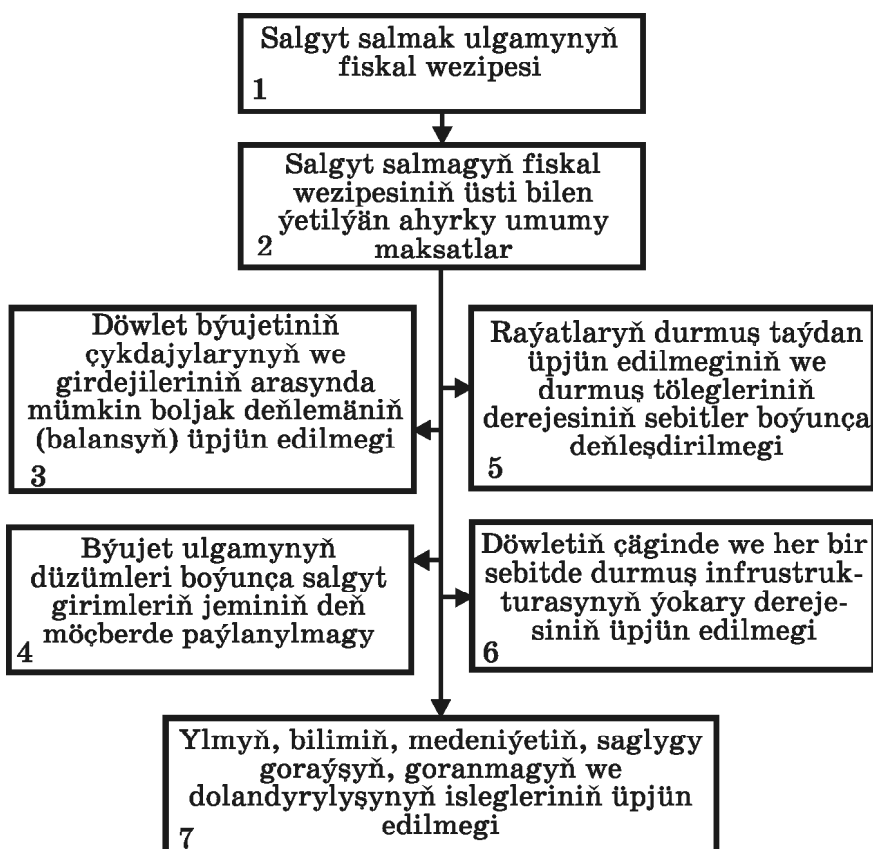 Salgyt salmak ulgamynyň
fiskal wezipesi
1
Salgyt salmagyň fiskal
wezipesiniň üsti bilen
ýetilýän ahyrky umumy
maksatlar
2
Döwlet býujetiniň
çykdajylarynyň we
girdejileriniň arasynda
mümkin boljak deňlemäniň
(balansyň) üpjün edilmegi
3
Raýatlaryň durmuş taýdan
üpjün edilmeginiň we
durmuş tölegleriniň
derejesiniň sebitler boýunça
deňleşdirilmegi
5
Býujet ulgamynyň
düzümleri boýunça salgyt
girimleriň jeminiň deň
möçberde paýlanylmagy
4
Döwletiň çäginde we her bir
sebitde durmuş infrustruk-
turasynyň ýokary dereje-
siniň üpjün edilmegi
6
Ylmyň, bilimiň, medeniýetiň, saglygy
goraýşyň, goranmagyň we
dolandyrylyşynyň islegleriniň üpjün
edilmegi
7